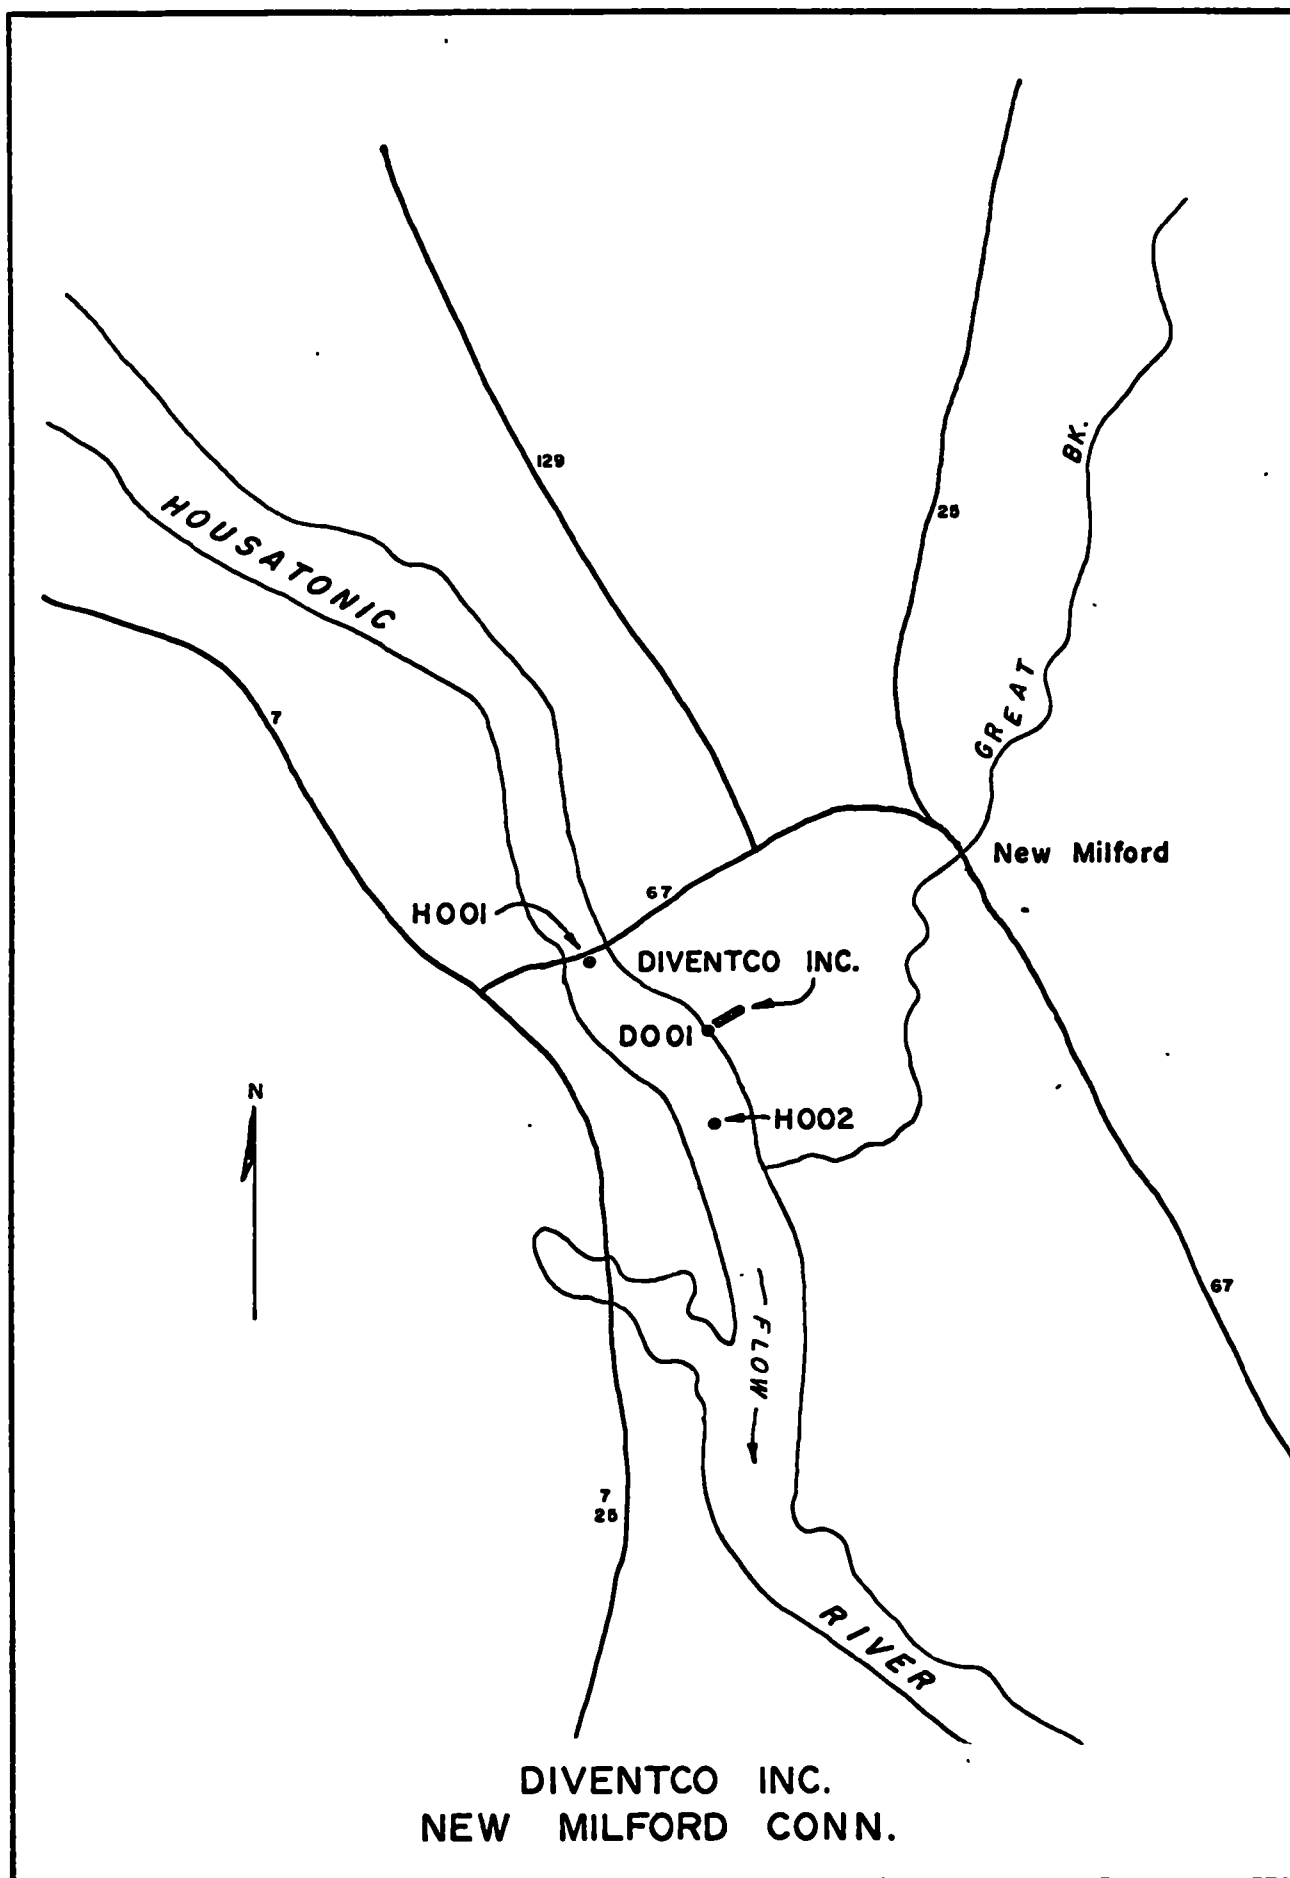 129
BK.
25
HOUSATONIC
GREAT
7
New Milford
67
H001
DIVENTCO INC.
D001
N
H002
67
FLOW
7
25
RIVER
DIVENTCO INC.
NEW MILFORD CONN.